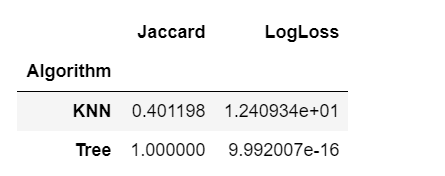 Jaccard LogLoss
Algorithm
KNN 0.401198 1.240934e+01
Tree 1.000000 9.992007e-16